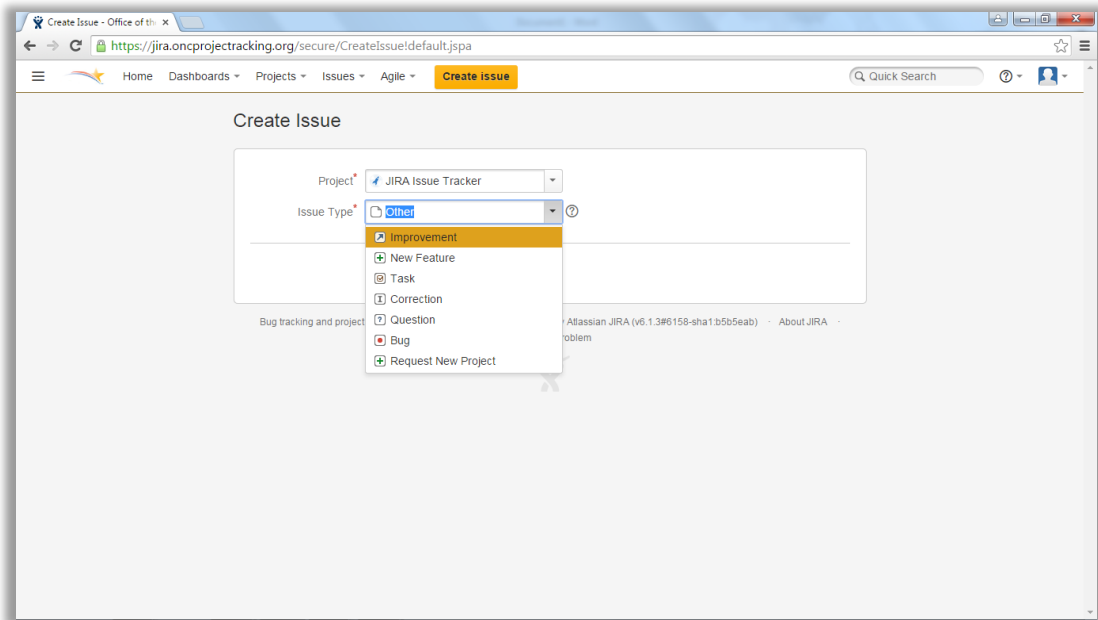 Create Issue - Office of th
https://jira.oncprojectracking.org/secure/CreateIssue!default.jspa
Home Dashboards Projects Issues Agile Create issue Quick Search
Create Issue
Project* JIRA Issue Tracker
Issue Type* Other
Improvement
New Feature
Task
Correction
Question
Bug
Request New Project
Bug tracking and project Atlassian JIRA (v6.1.3#6158-sha1:b5b5eab) · About JIRA ·
roblem